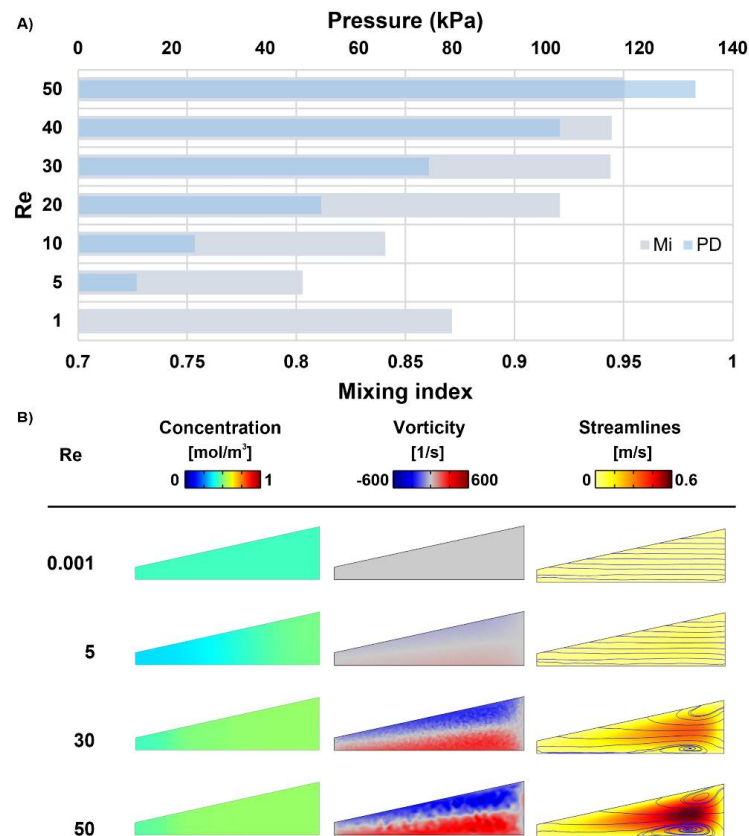 A)
Pressure (kPa)
0 20 40 60 80 100 120 140
50
40
30
20
10
5
1
Re
Mi PD
0.7 0.75 0.8 0.85 0.9 0.95 1
Mixing index
B)
Concentration Vorticity Streamlines
Re [mol/m³] [1/s] [m/s]
0 1 -600 600 0 0.6
0.001
5
30
50